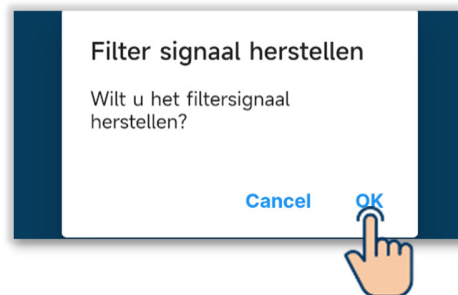 Filter signaal herstellen
Wilt u het filtersignaal
herstellen?
Cancel OK